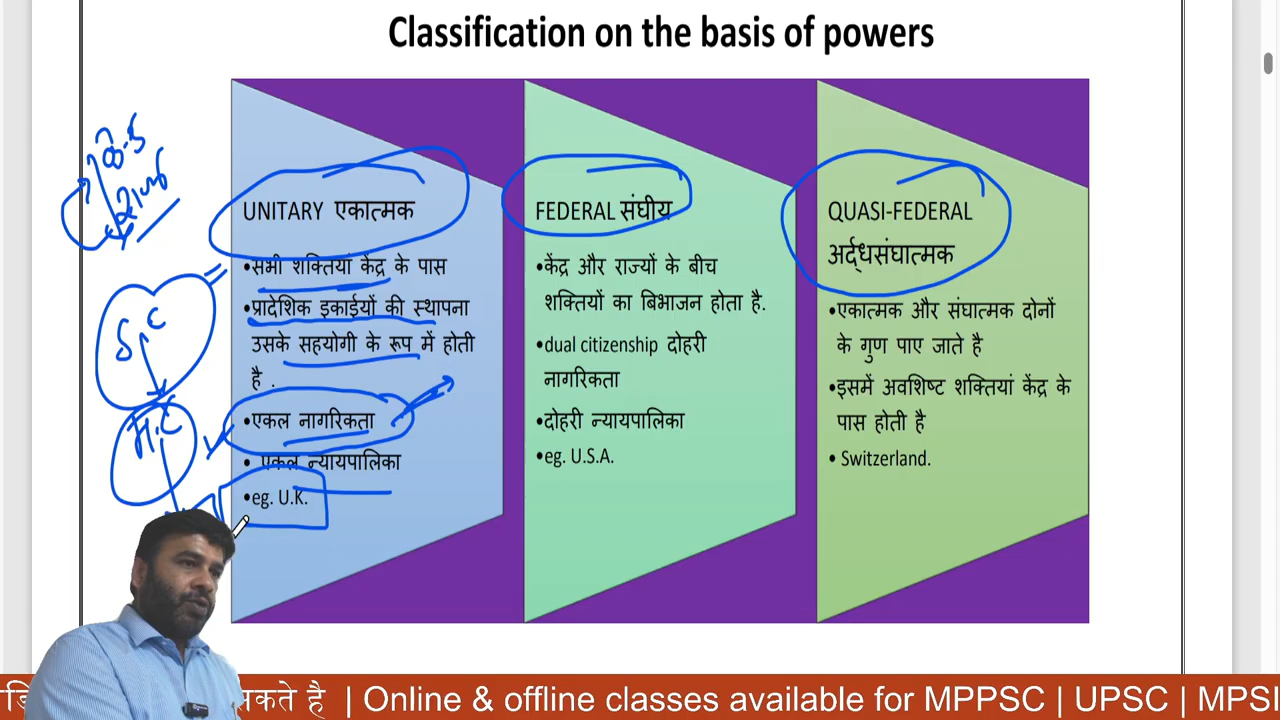 Classification on the basis of powers
के.स
राज्य
S.C
H.C
UNITARY एकात्मक
•सभी शक्तियां केंद्र के पास
•प्रादेशिक इकाईयों की स्थापना
उसके सहयोगी के रूप में होती
है .
•एकल नागरिकता
• एकल न्यायपालिका
•eg. U.K.
FEDERAL संघीय
•केंद्र और राज्यों के बीच
शक्तियों का बिभाजन होता है.
•dual citizenship दोहरी
नागरिकता
•दोहरी न्यायपालिका
•eg. U.S.A.
QUASI-FEDERAL
अर्द्धसंघात्मक
•एकात्मक और संघात्मक दोनों
के गुण पाए जाते है
•इसमें अवशिष्ट शक्तियां केंद्र के
पास होती है
• Switzerland.
सकते है | Online & offline classes available for MPPSC | UPSC | MPSI